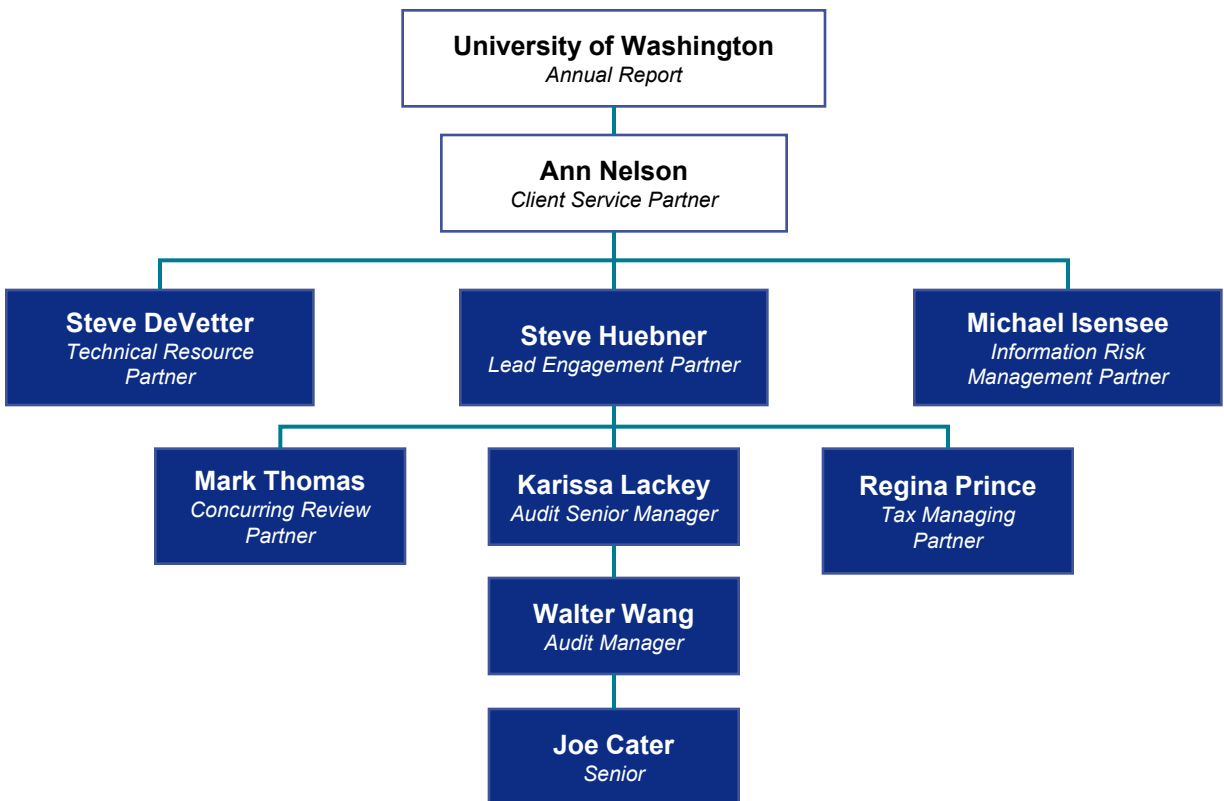 University of Washington
Annual Report
Ann Nelson
Client Service Partner
Steve DeVetter
Technical Resource
Partner
Steve Huebner
Lead Engagement Partner
Michael Isensee
Information Risk
Management Partner
Mark Thomas
Concurring Review
Partner
Karissa Lackey
Audit Senior Manager
Regina Prince
Tax Managing
Partner
Walter Wang
Audit Manager
Joe Cater
Senior